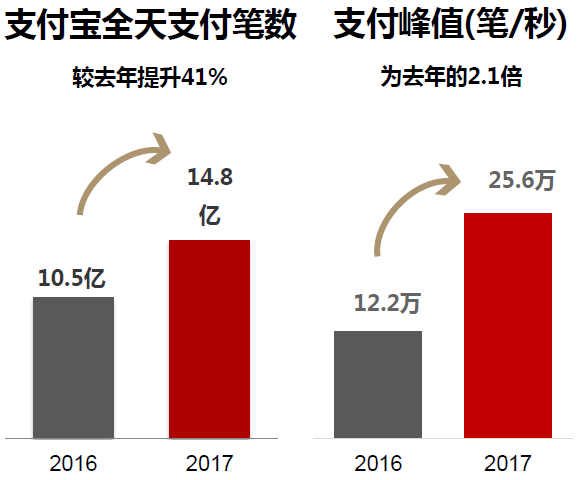 支付宝全天支付笔数
较去年提升41%
14.8
亿
10.5亿
2016
2017
支付峰值(笔/秒)
为去年的2.1倍
25.6万
12.2万
2016
2017